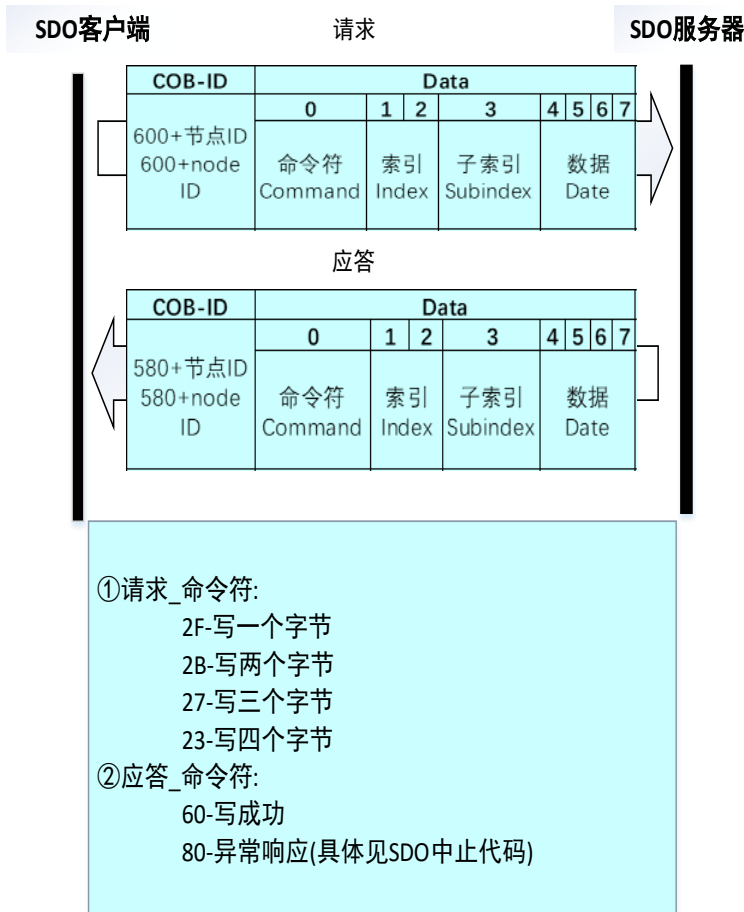 SDO客户端 请求 SDO服务器
COB-ID Data
0 1 2 3 4 5 6 7
600+节点ID
600+node
ID
命令符
Command
索引
Index
子索引
Subindex
数据
Date
应答
COB-ID Data
0 1 2 3 4 5 6 7
580+节点ID
580+node
ID
命令符
Command
索引
Index
子索引
Subindex
数据
Date
①请求_命令符:
2F-写一个字节
2B-写两个字节
27-写三个字节
23-写四个字节
②应答_命令符:
60-写成功
80-异常响应(具体见SDO中止代码)